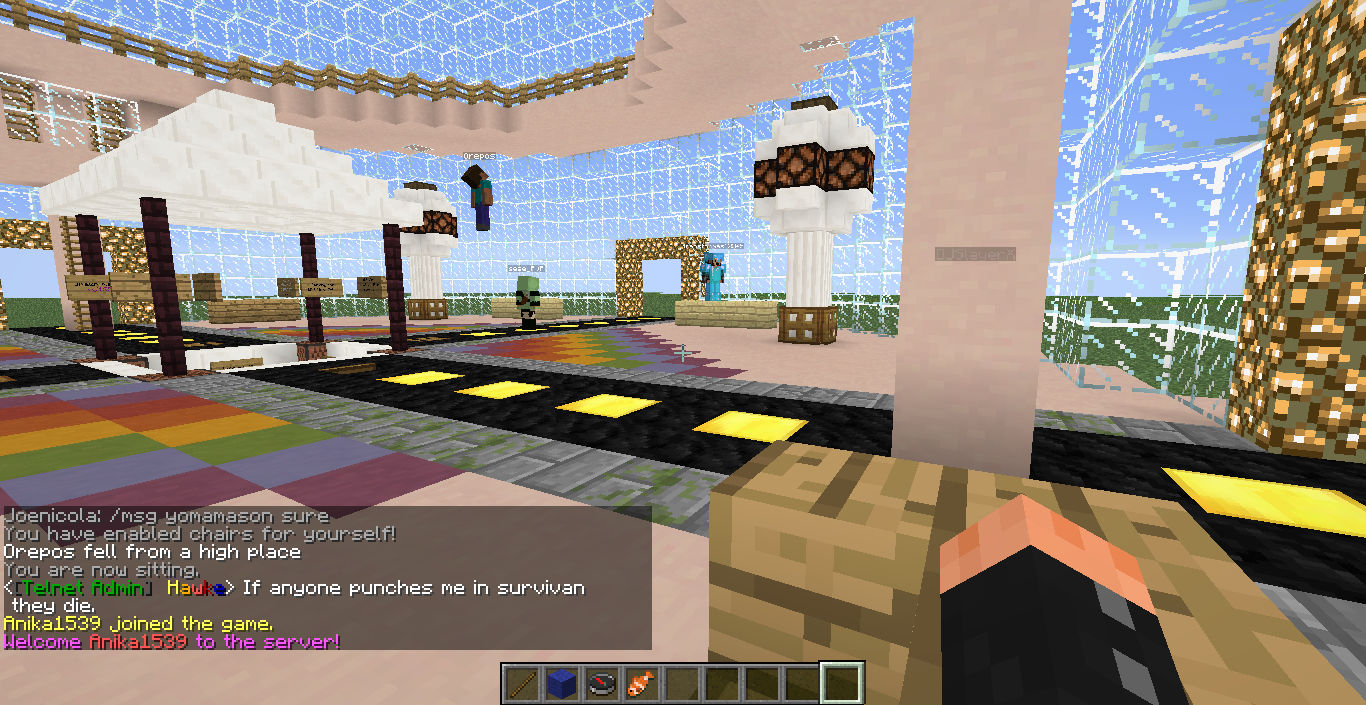 Orepos
Joenicola: /msg yomamason sure
You have enabled chairs for yourself!
Orepos fell from a high place
You are now sitting.
<[Telnet Admin] Hawke> If anyone punches me in survivan
they die.
Anika1539 joined the game.
Welcome Anika1539 to the server!